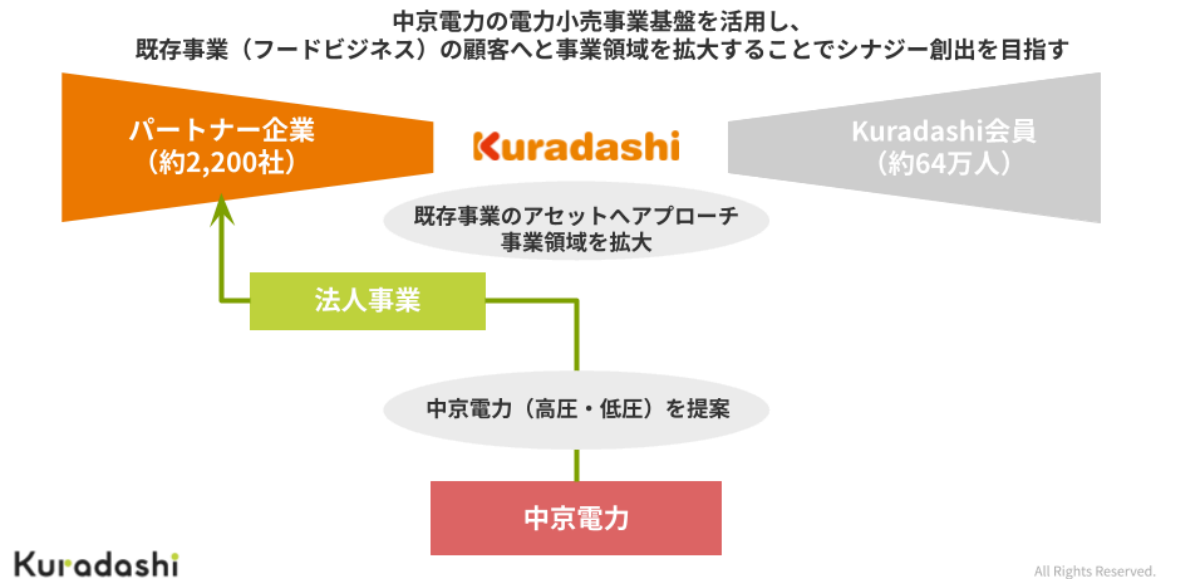 中京電力の電力小売事業基盤を活用し、
既存事業（フードビジネス）の顧客へと事業領域を拡大することでシナジー創出を目指す
パートナー企業
（約2,200社）
Kuradashi
Kuradashi会員
（約64万人）
既存事業のアセットへアプローチ
事業領域を拡大
法人事業
中京電力（高圧・低圧）を提案
中京電力
Kuradashi
All Rights Reserved.